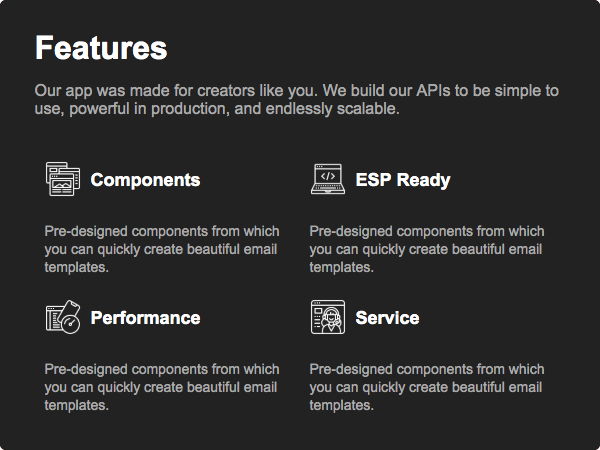 Features
Our app was made for creators like you. We build our APIs to be simple to
use, powerful in production, and endlessly scalable.
Components
Pre-designed components from which
you can quickly create beautiful email
templates.
ESP Ready
Pre-designed components from which
you can quickly create beautiful email
templates.
Performance
Pre-designed components from which
you can quickly create beautiful email
templates.
Service
Pre-designed components from which
you can quickly create beautiful email
templates.